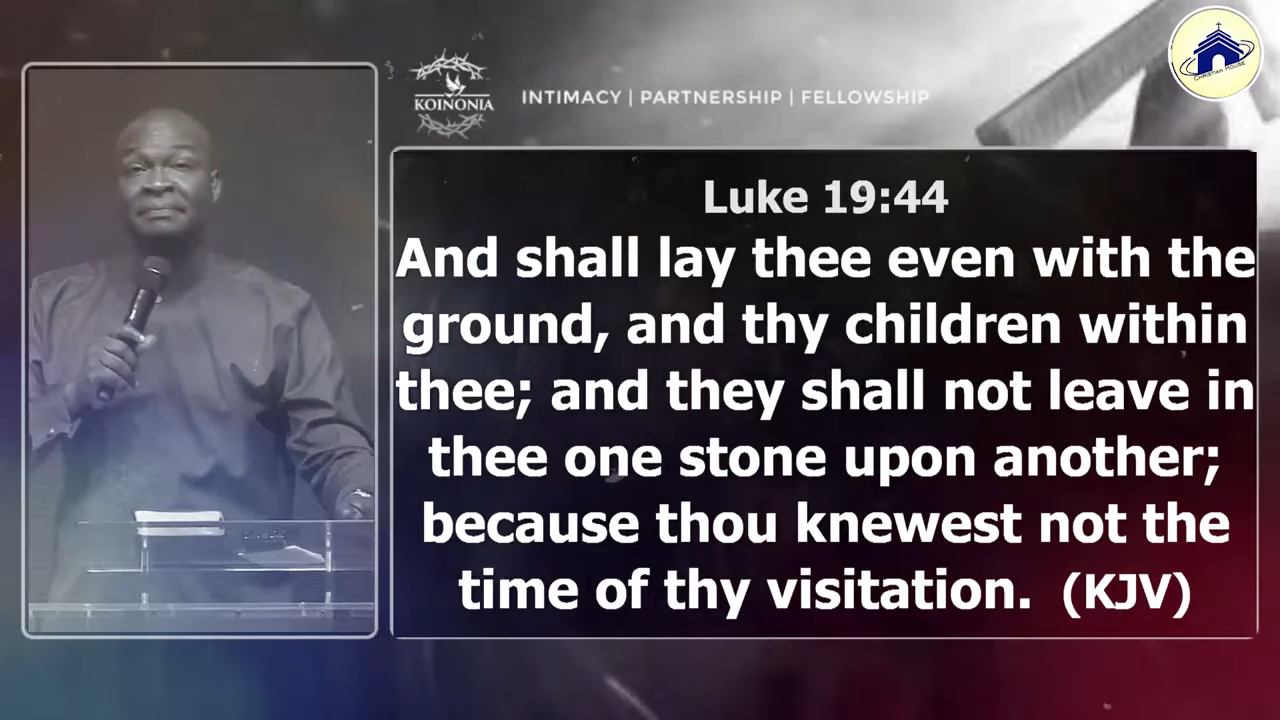 KOINONIA
INTIMACY | PARTNERSHIP | FELLOWSHIP
CHRISTIAN HOUSE
Luke 19:44
And shall lay thee even with the
ground, and thy children within
thee; and they shall not leave in
thee one stone upon another;
because thou knewest not the
time of thy visitation. (KJV)